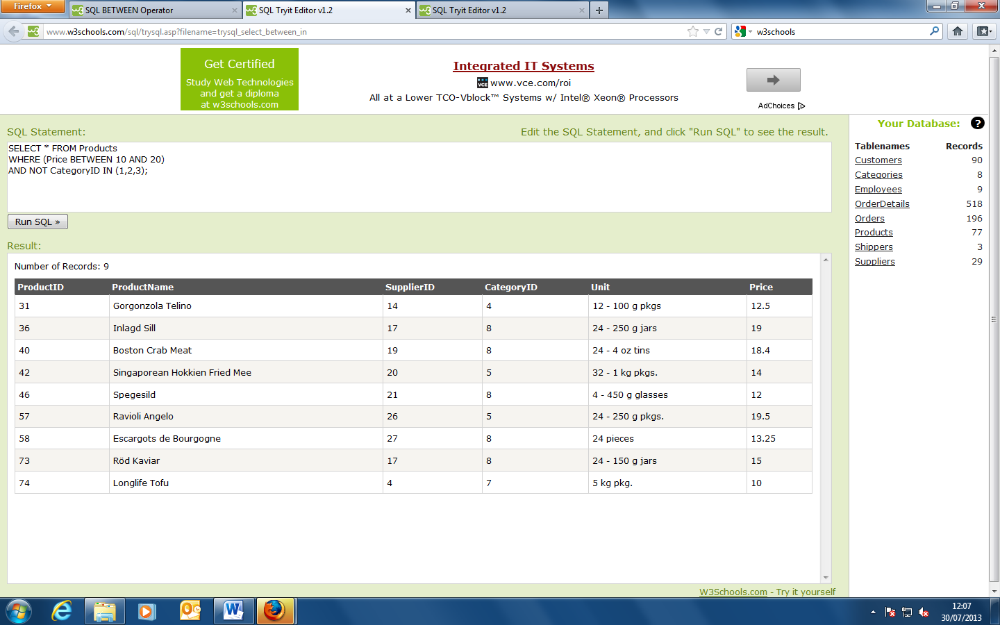 Firefox
SQL BETWEEN Operator
SQL Tryit Editor v1.2
SQL Tryit Editor v1.2
www.w3schools.com/sql/trysql.asp?filename=trysql_select_between_in
w3schools
Get Certified
Study Web Technologies
and get a diploma
at w3schools.com
Integrated IT Systems
VCE www.vce.com/roi
All at a Lower TCO-Vblock™ Systems w/ Intel® Xeon® Processors
AdChoices
SQL Statement:
Edit the SQL Statement, and click "Run SQL" to see the result.
SELECT * FROM Products
WHERE (Price BETWEEN 10 AND 20)
AND NOT CategoryID IN (1,2,3);
Run SQL »
Result:
Number of Records: 9
ProductID ProductName SupplierID CategoryID Unit Price
31 Gorgonzola Telino 14 4 12 - 100 g pkgs 12.5
36 Inlagd Sill 17 8 24 - 250 g jars 19
40 Boston Crab Meat 19 8 24 - 4 oz tins 18.4
42 Singaporean Hokkien Fried Mee 20 5 32 - 1 kg pkgs. 14
46 Spegesild 21 8 4 - 450 g glasses 12
57 Ravioli Angelo 26 5 24 - 250 g pkgs. 19.5
58 Escargots de Bourgogne 27 8 24 pieces 13.25
73 Röd Kaviar 17 8 24 - 150 g jars 15
74 Longlife Tofu 4 7 5 kg pkg. 10
W3Schools.com - Try it yourself
Your Database: ?
Tablenames Records
Customers 90
Categories 8
Employees 9
OrderDetails 518
Orders 196
Products 77
Shippers 3
Suppliers 29
12:07
30/07/2013